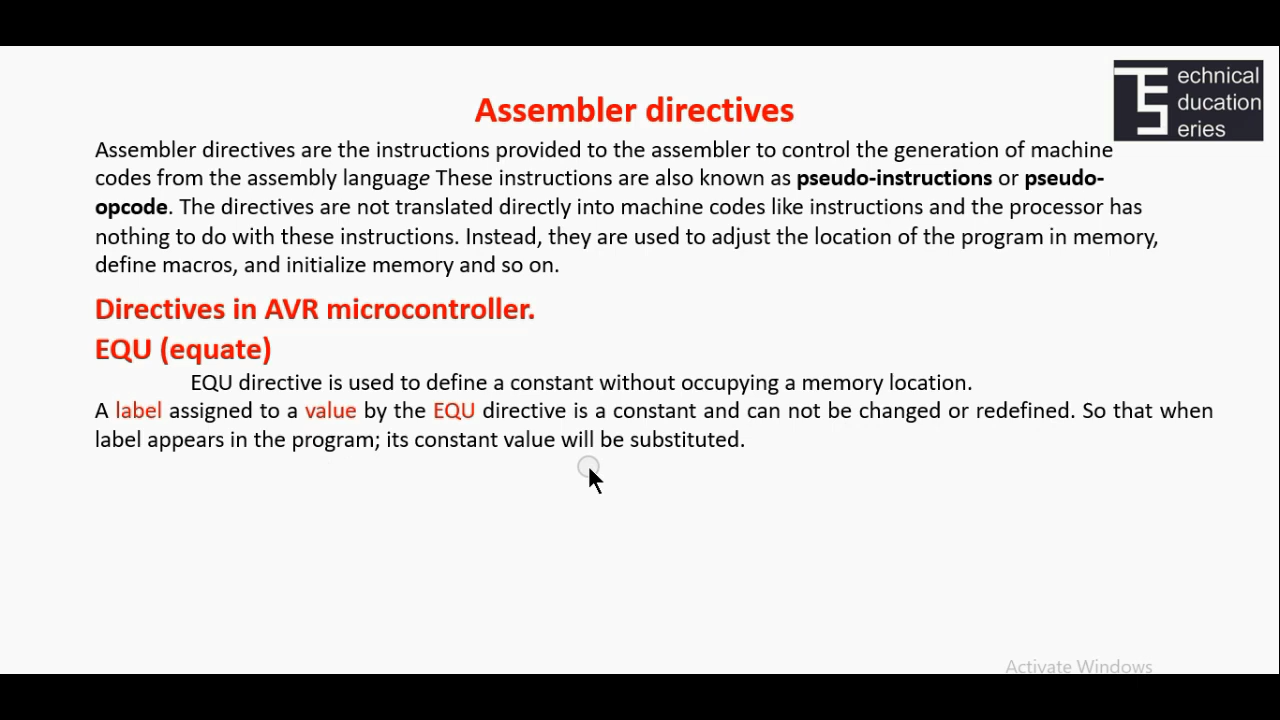 Assembler directives
TES
echnical
ducation
eries
Assembler directives are the instructions provided to the assembler to control the generation of machine
codes from the assembly language These instructions are also known as pseudo-instructions or pseudo-
opcode. The directives are not translated directly into machine codes like instructions and the processor has
nothing to do with these instructions. Instead, they are used to adjust the location of the program in memory,
define macros, and initialize memory and so on.
Directives in AVR microcontroller.
EQU (equate)
EQU directive is used to define a constant without occupying a memory location.
A label assigned to a value by the EQU directive is a constant and can not be changed or redefined. So that when
label appears in the program; its constant value will be substituted.
Activate Windows